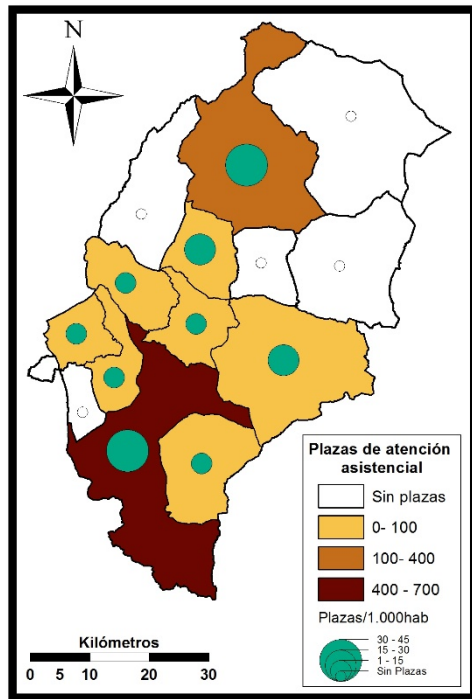 N
Plazas de atención
asistencial
Sin plazas
0- 100
100- 400
400 - 700
Plazas/1.000hab
30 - 45
15 - 30
1 - 15
Sin Plazas
Kilómetros
0 5 10 20 30